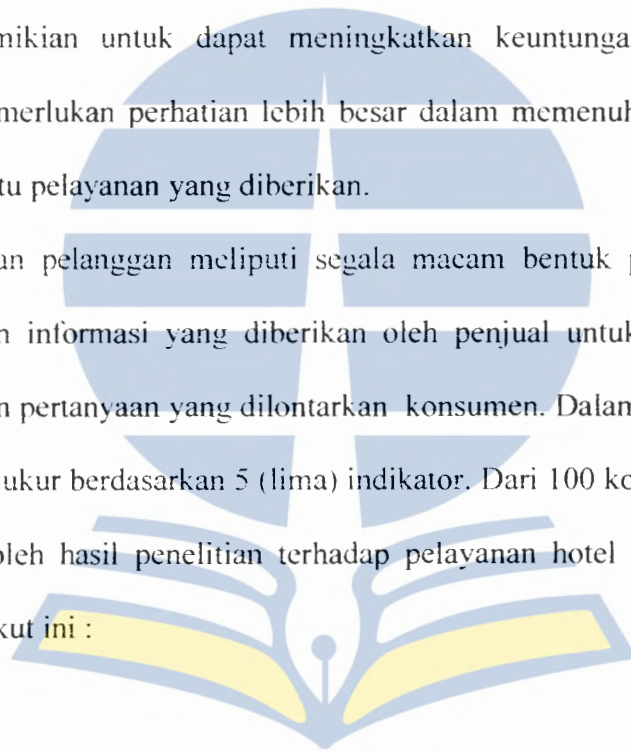 mikian untuk dapat meningkatkan keuntunga
merlukan perhatian lebih besar dalam memenuh
tu pelayanan yang diberikan.
an pelanggan meliputi segala macam bentuk p
n informasi yang diberikan oleh penjual untuk
n pertanyaan yang dilontarkan konsumen. Dalam
ukur berdasarkan 5 (lima) indikator. Dari 100 ko
oleh hasil penelitian terhadap pelayanan hotel
kut ini :